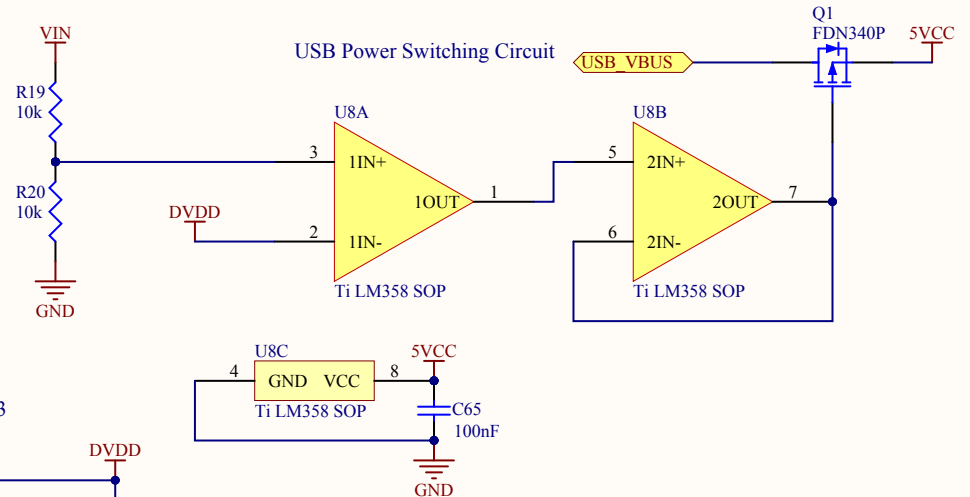 Q1
FDN340P
VIN
5VCC
USB Power Switching Circuit
USB_VBUS
R19
10k
U8A
U8B
3
1IN+
5
2IN+
R20
10k
1OUT
1
2OUT
7
DVDD
2
1IN-
6
2IN-
Ti LM358 SOP
Ti LM358 SOP
GND
U8C
5VCC
4
GND VCC
8
Ti LM358 SOP
C65
100nF
3
DVDD
GND